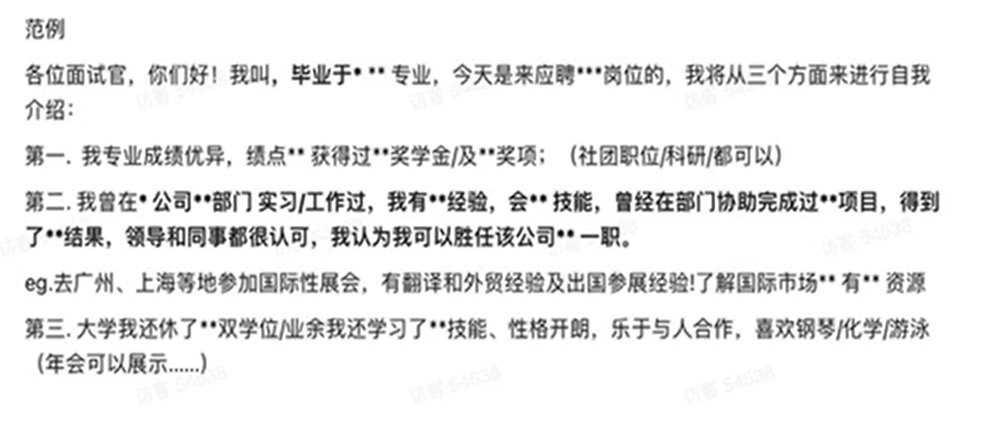 范例
各位面试官，你们好！我叫，毕业于* ** 专业，今天是来应聘***岗位的，我将从三个方面来进行自我
介绍：
第一. 我专业成绩优异，绩点** 获得过**奖学金/及**奖项；（社团职位/科研/都可以）
第二. 我曾在* 公司**部门 实习/工作过，我有**经验，会** 技能，曾经在部门协助完成过**项目，得到
了**结果，领导和同事都很认可，我认为我可以胜任该公司** 一职。
eg.去广州、上海等地参加国际性展会，有翻译和外贸经验及出国参展经验!了解国际市场** 有** 资源
第三. 大学我还休了**双学位/业余我还学习了**技能、性格开朗，乐于与人合作，喜欢钢琴/化学/游泳
（年会可以展示......）
访客 54538
访客 54538
访客 54538